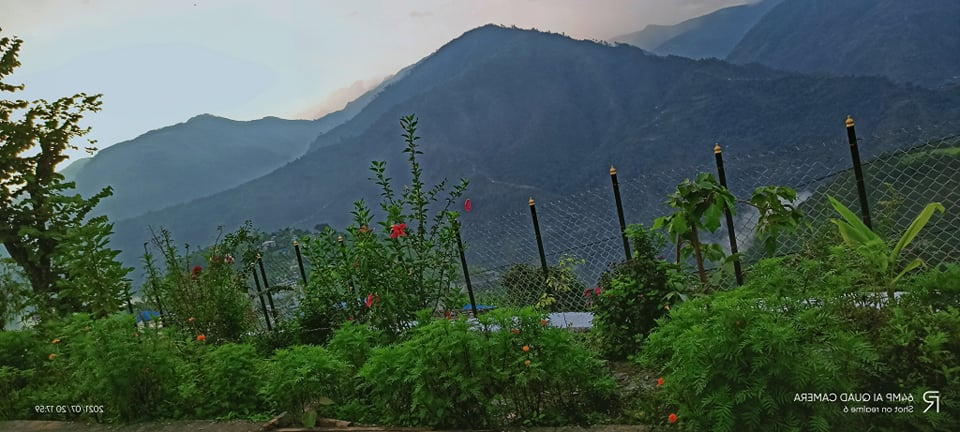 2021/07/20 17:59
R 64MP AI QUAD CAMERA
Shot on realme 6